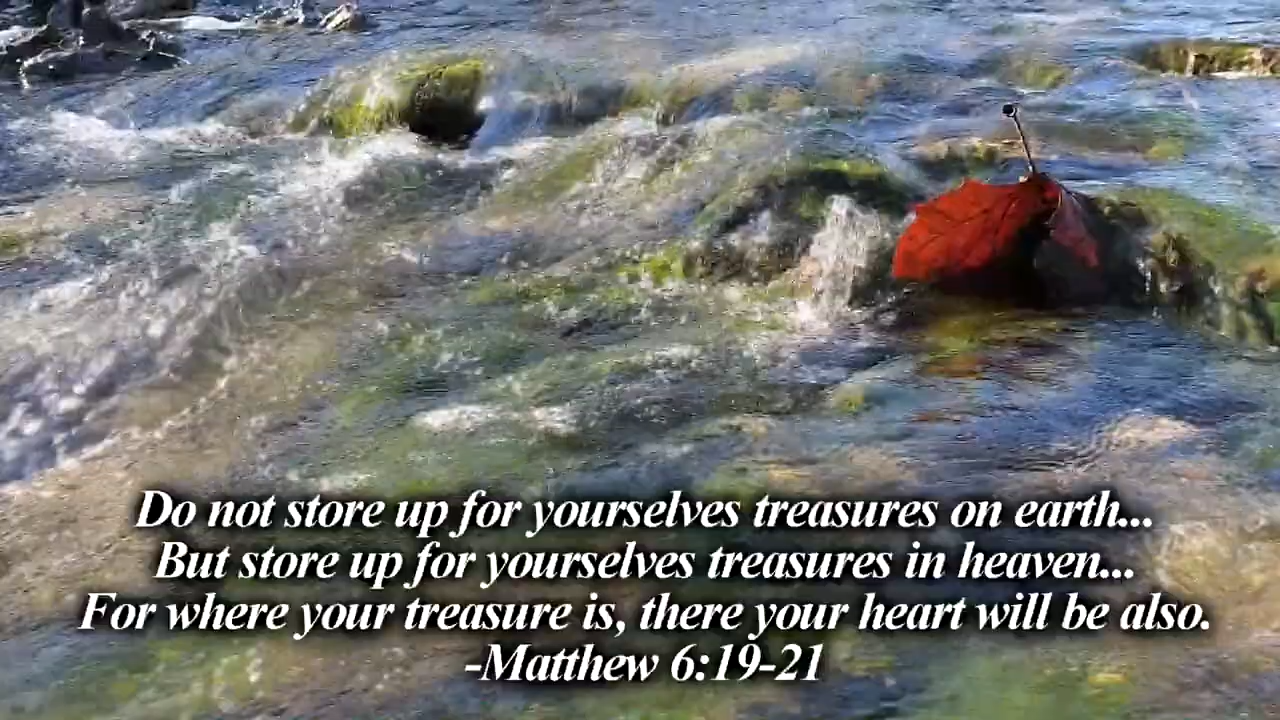 Do not store up for yourselves treasures on earth...
But store up for yourselves treasures in heaven...
For where your treasure is, there your heart will be also.
-Matthew 6:19-21